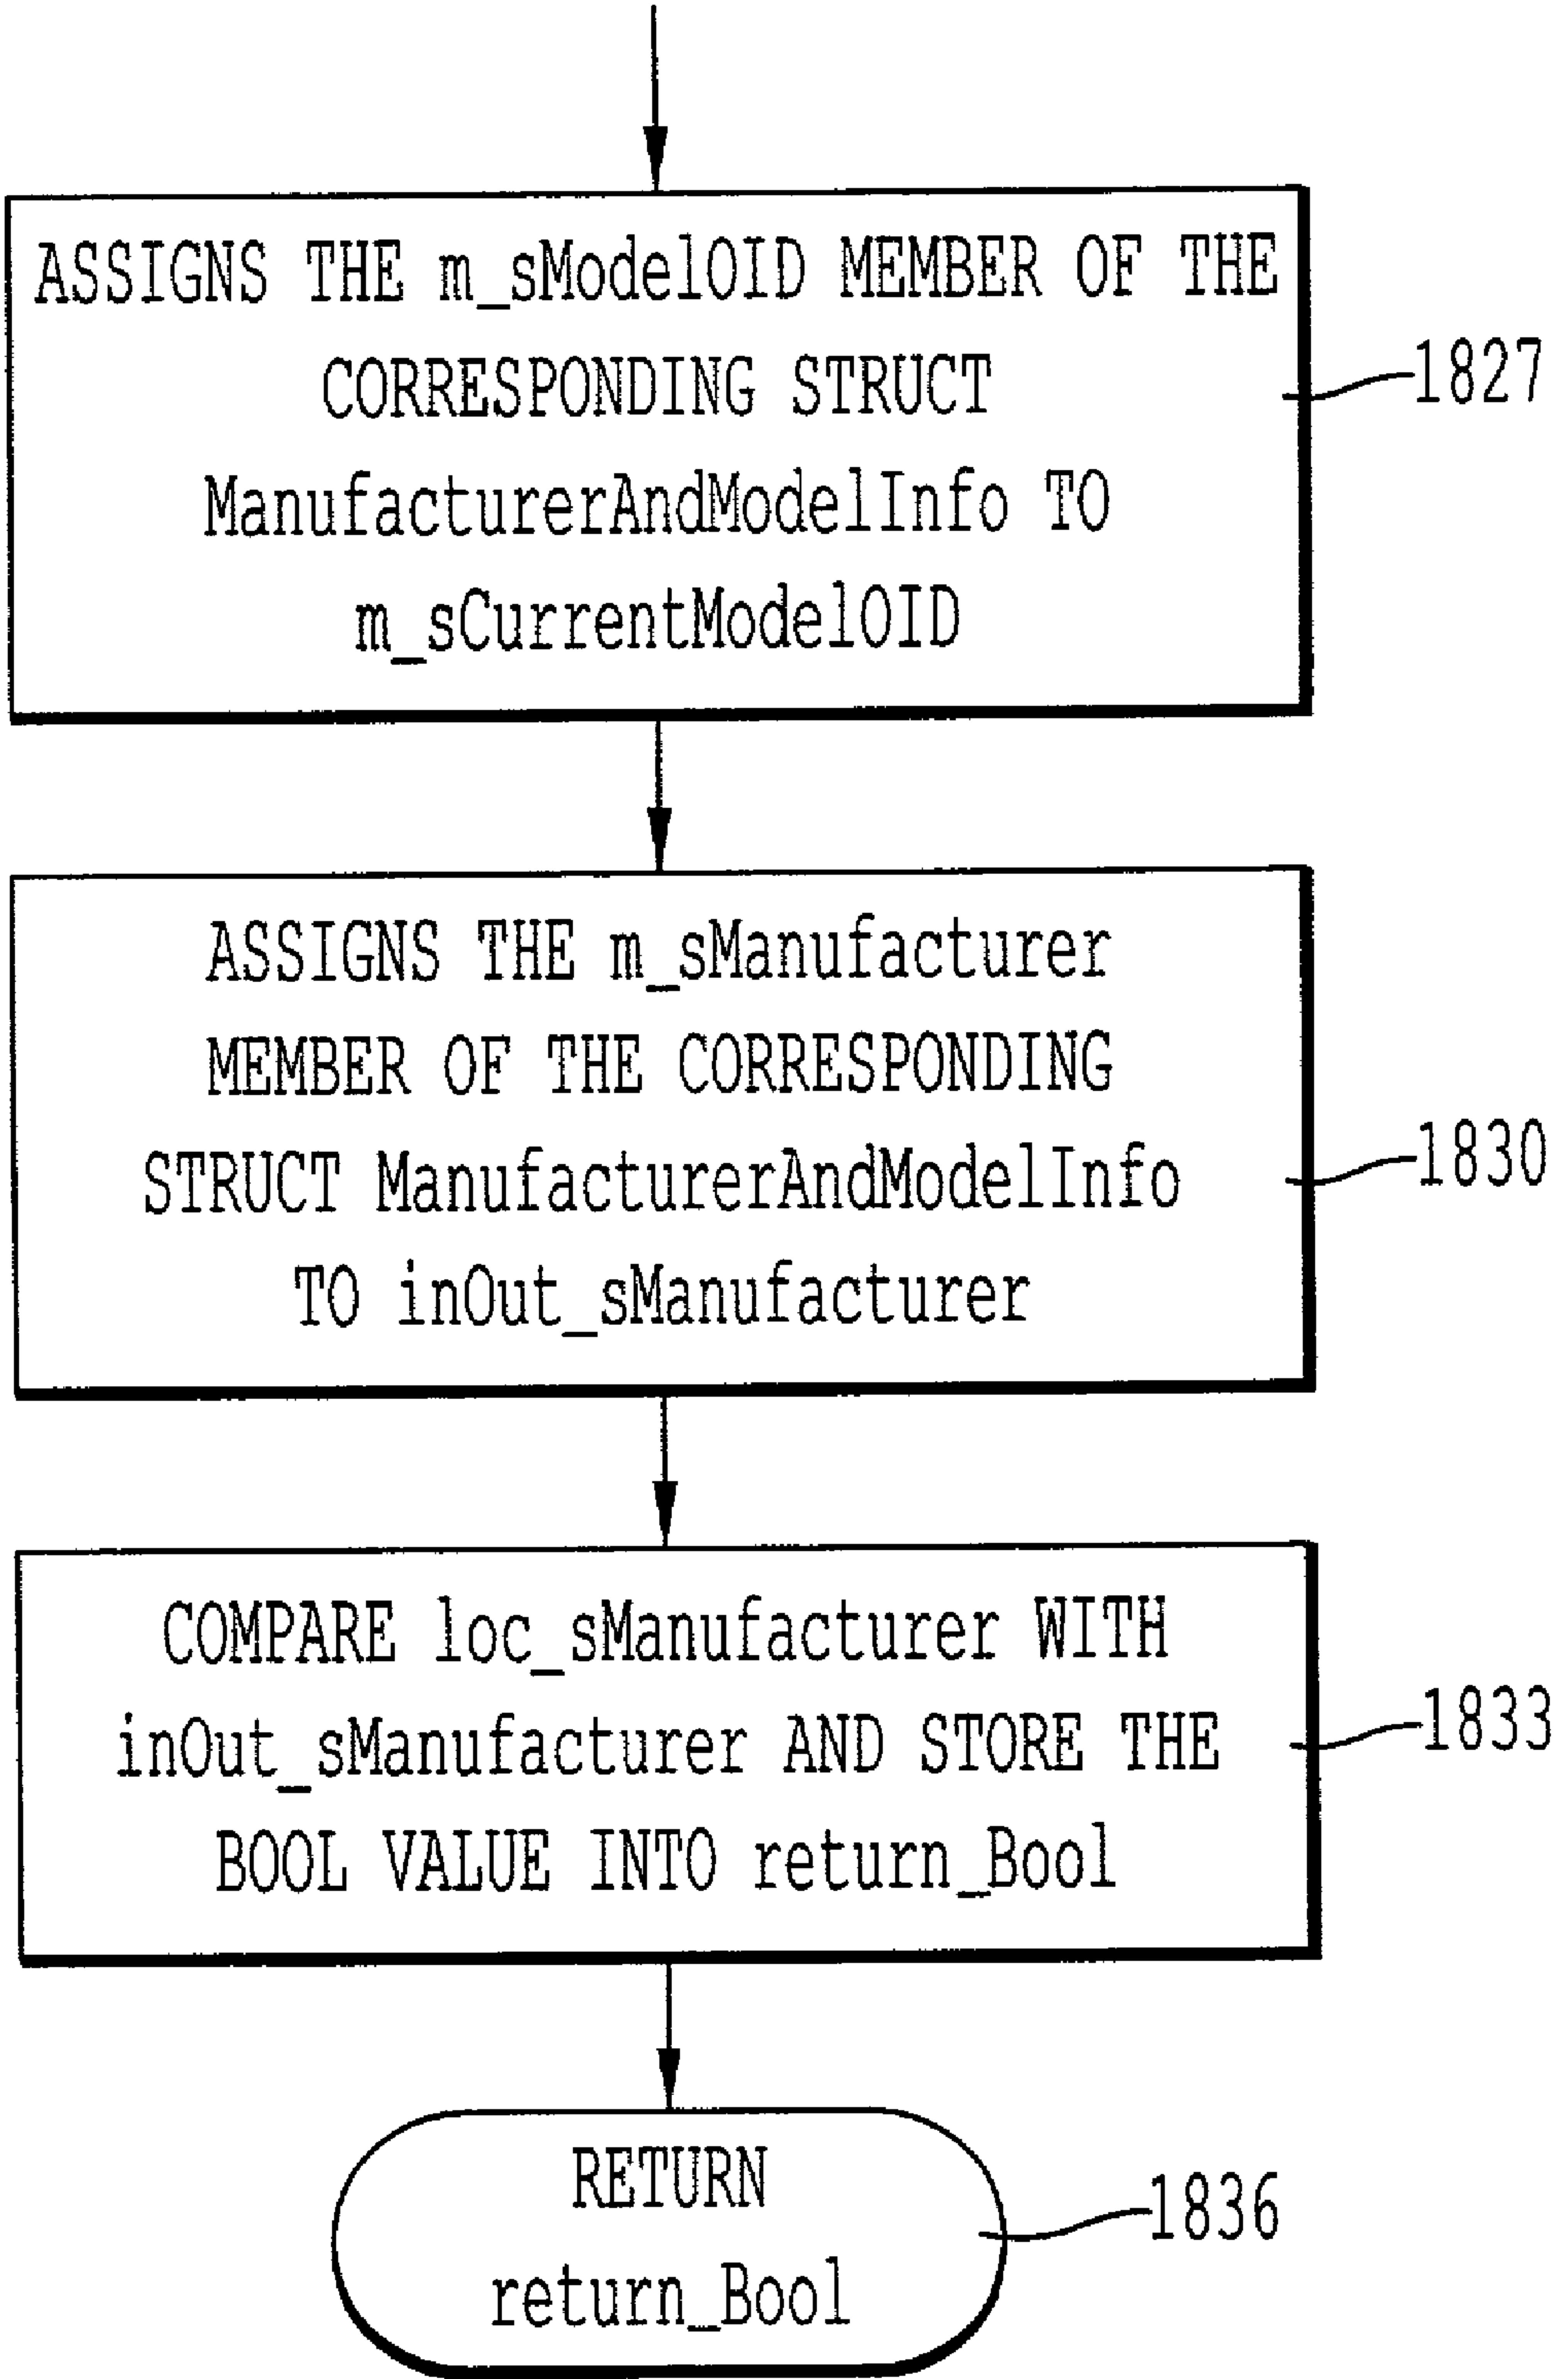 ASSIGNS THE m_sModelOID MEMBER OF THE
CORRESPONDING STRUCT
ManufacturerAndModelInfo TO
m_sCurrentModelOID
1827
ASSIGNS THE m_sManufacturer
MEMBER OF THE CORRESPONDING
STRUCT ManufacturerAndModelInfo
TO inOut_sManufacturer
1830
COMPARE loc_sManufacturer WITH
inOut_sManufacturer AND STORE THE
BOOL VALUE INTO return_Bool
1833
RETURN
return_Bool
1836